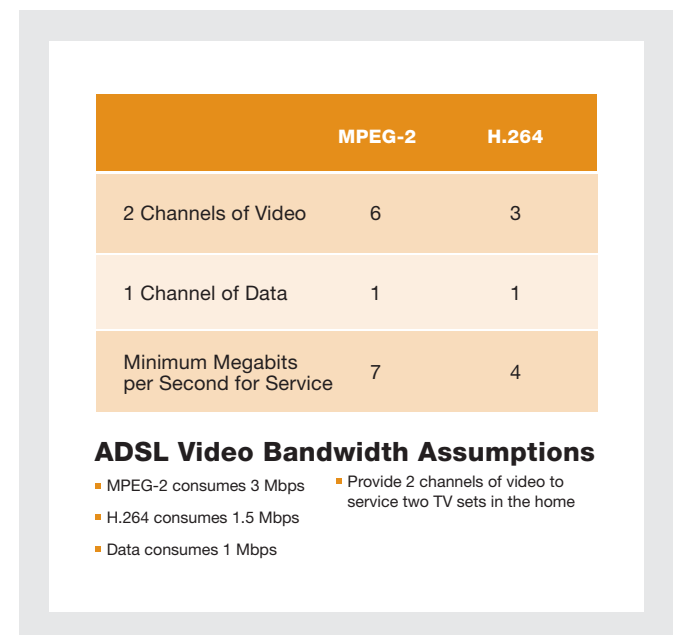 MPEG-2 H.264
2 Channels of Video 6 3
1 Channel of Data 1 1
Minimum Megabits
per Second for Service 7 4
ADSL Video Bandwidth Assumptions
MPEG-2 consumes 3 Mbps
H.264 consumes 1.5 Mbps
Data consumes 1 Mbps
Provide 2 channels of video to
service two TV sets in the home